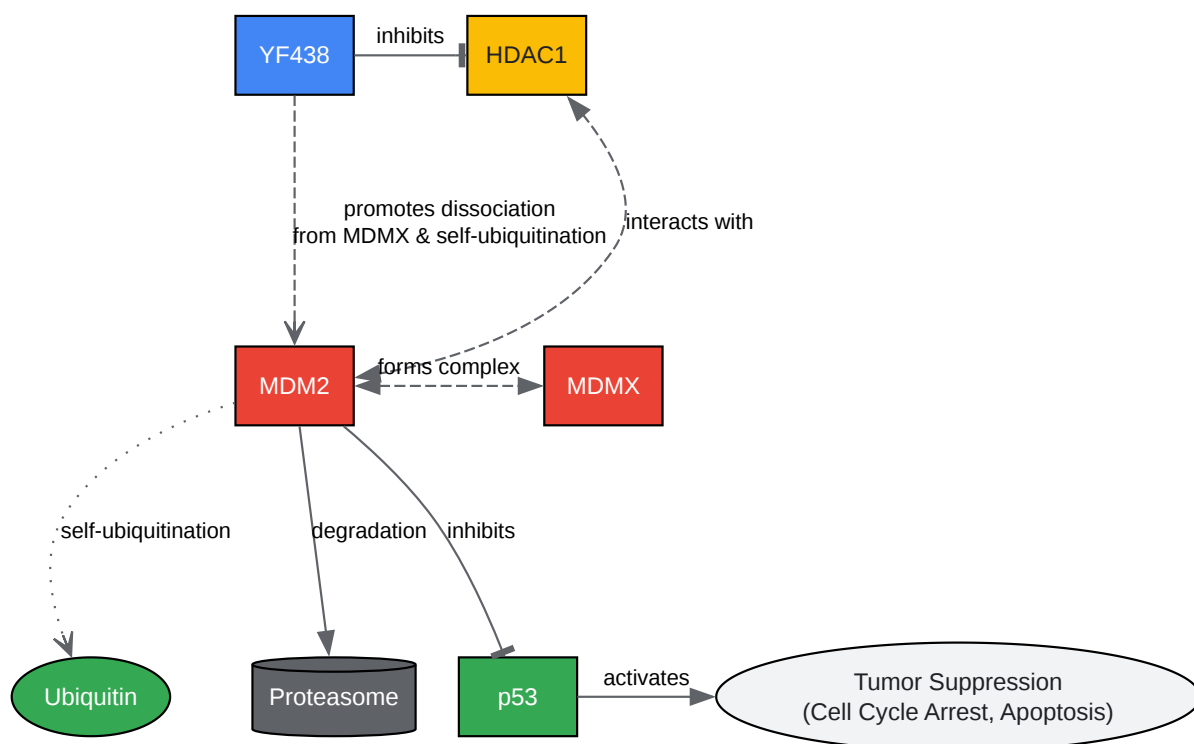 YF438
inhibits
HDAC1
promotes dissociation
from MDMX & self-ubiquitination
interacts with
MDM2
forms complex
MDMX
self-ubiquitination
degradation
inhibits
Ubiquitin
Proteasome
p53
activates
Tumor Suppression
(Cell Cycle Arrest, Apoptosis)